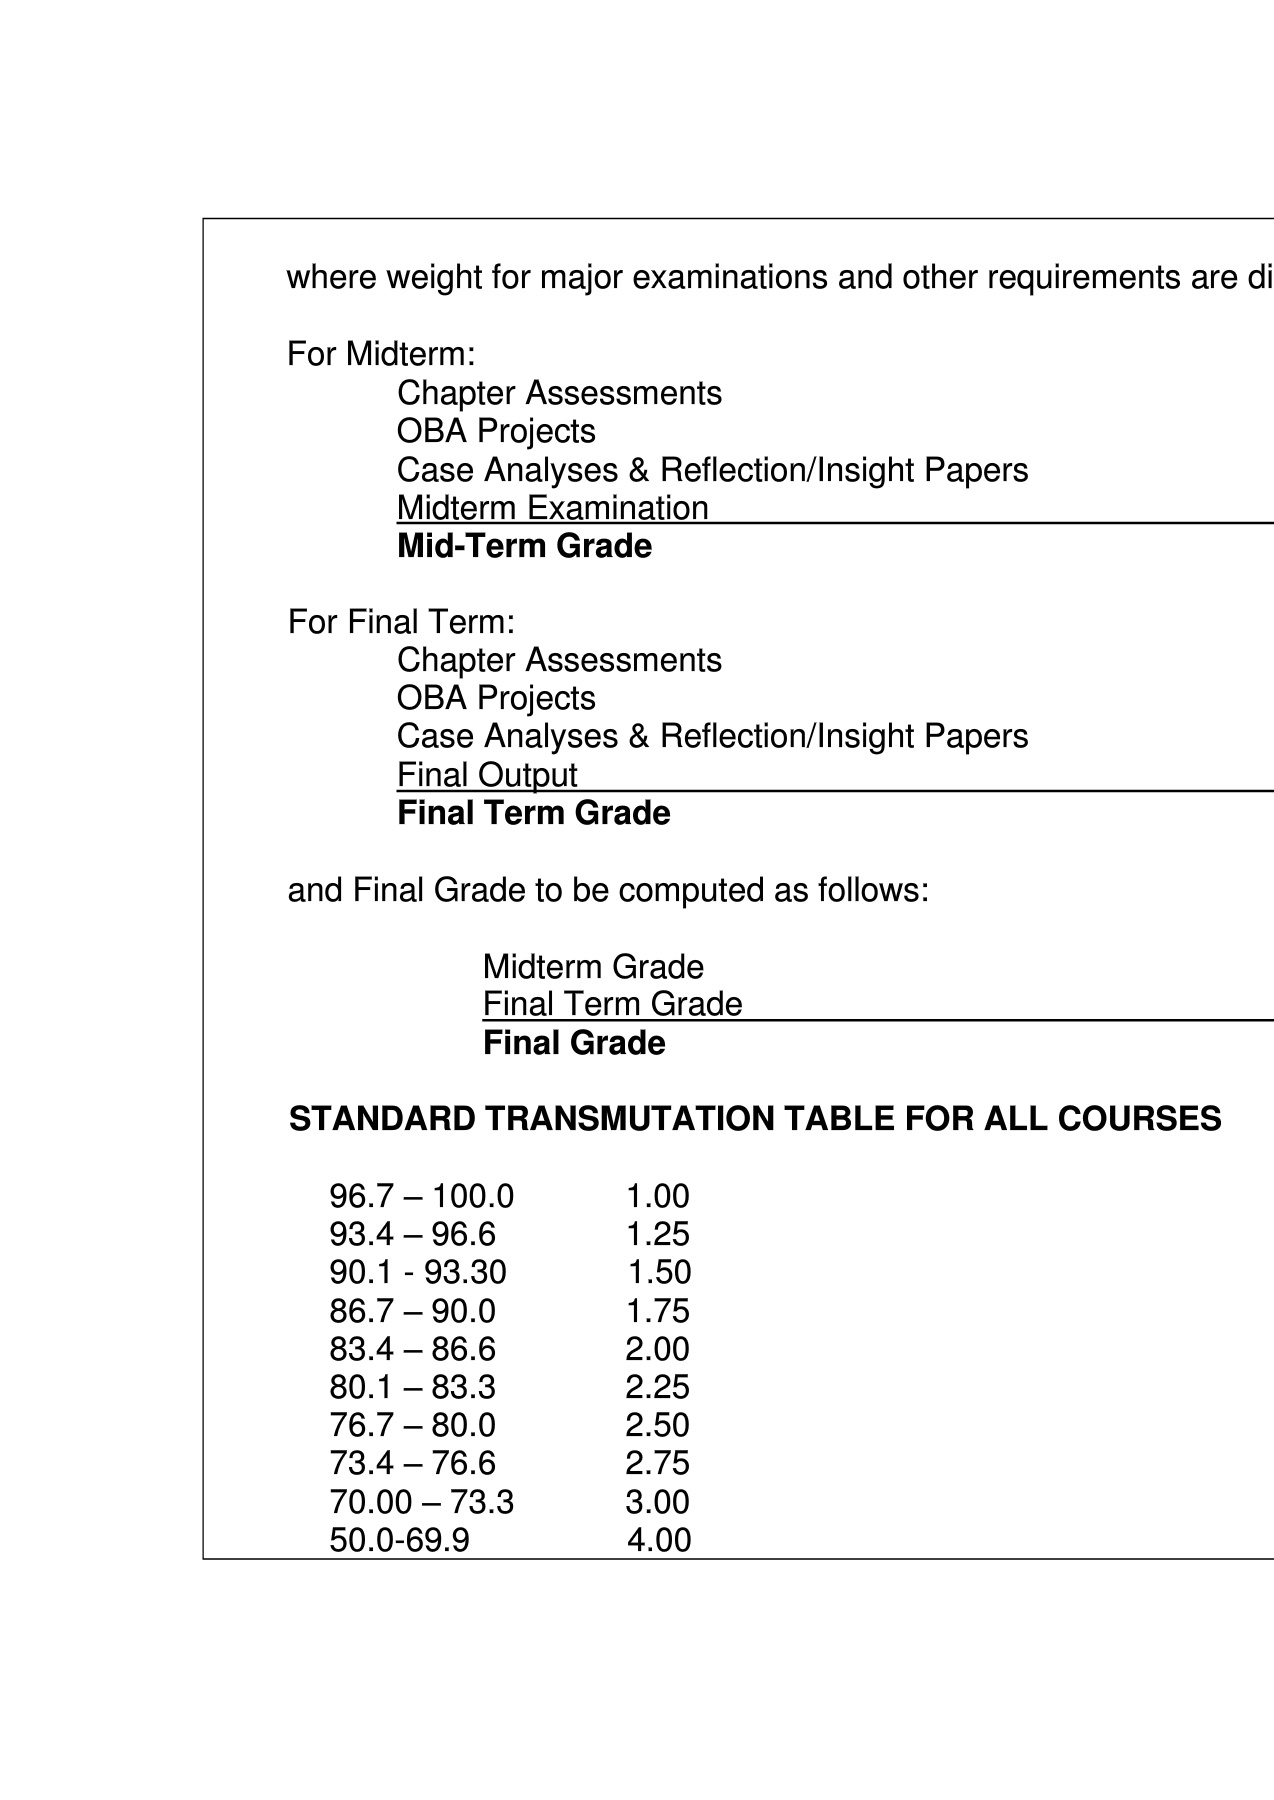 where weight for major examinations and other requirements are
For Midterm:
Chapter Assessments
OBA Projects
Case Analyses & Reflection/Insight Papers
Midterm Examination
Mid-Term Grade
For Final Term:
Chapter Assessments
OBA Projects
Case Analyses & Reflection/Insight Papers
Final Output
Final Term Grade
and Final Grade to be computed as follows:
Midterm Grade
Final Term Grade
Final Grade
STANDARD TRANSMUTATION TABLE FOR ALL COURSES
96.7 – 100.0 1.00
93.4 – 96.6 1.25
90.1 - 93.30 1.50
86.7 – 90.0 1.75
83.4 – 86.6 2.00
80.1 – 83.3 2.25
76.7 – 80.0 2.50
73.4 – 76.6 2.75
70.00 – 73.3 3.00
50.0-69.9 4.00